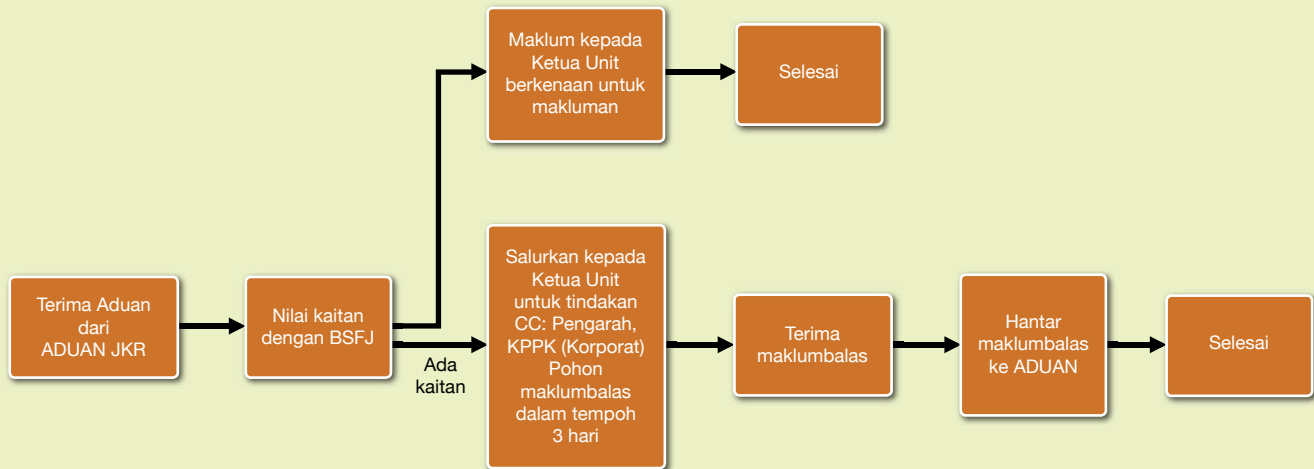 Maklum kepada
Ketua Unit
berkenaan untuk
makluman
Selesai
Terima Aduan
dari
ADUAN JKR
Nilai kaitan
dengan BSFJ
Ada
kaitan
Salurkan kepada
Ketua Unit
untuk tindakan
CC: Pengarah,
KPPK (Korporat)
Pohon
maklumbalas
dalam tempoh
3 hari
Terima
maklumbalas
Hantar
maklumbalas
ke ADUAN
Selesai